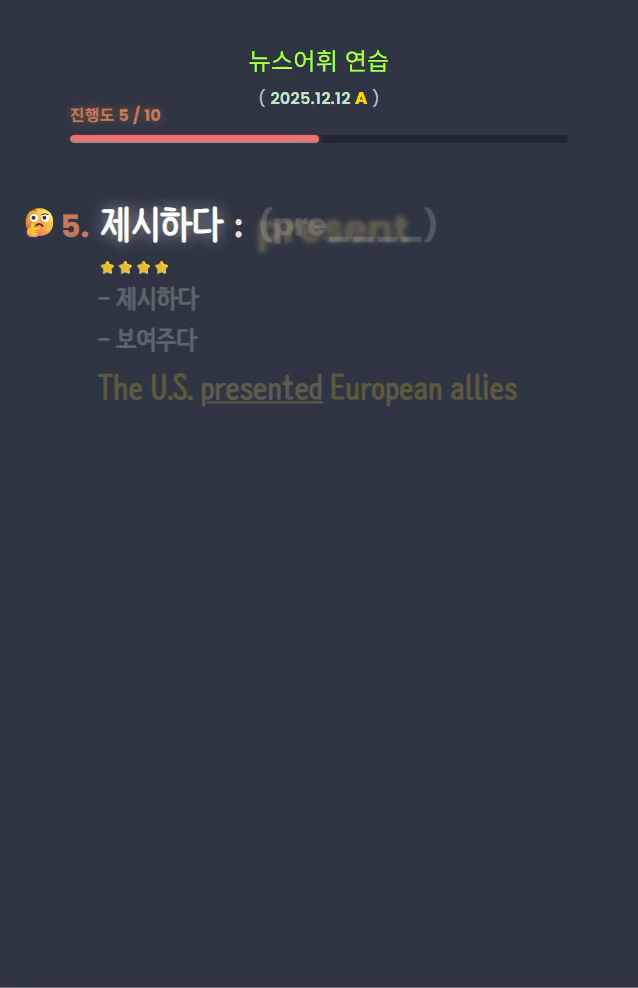 뉴스어휘 연습
( 2025.12.12 A )
진행도 5 / 10
5. 제시하다 : (present)
- 제시하다
- 보여주다
The U.S. presented European allies